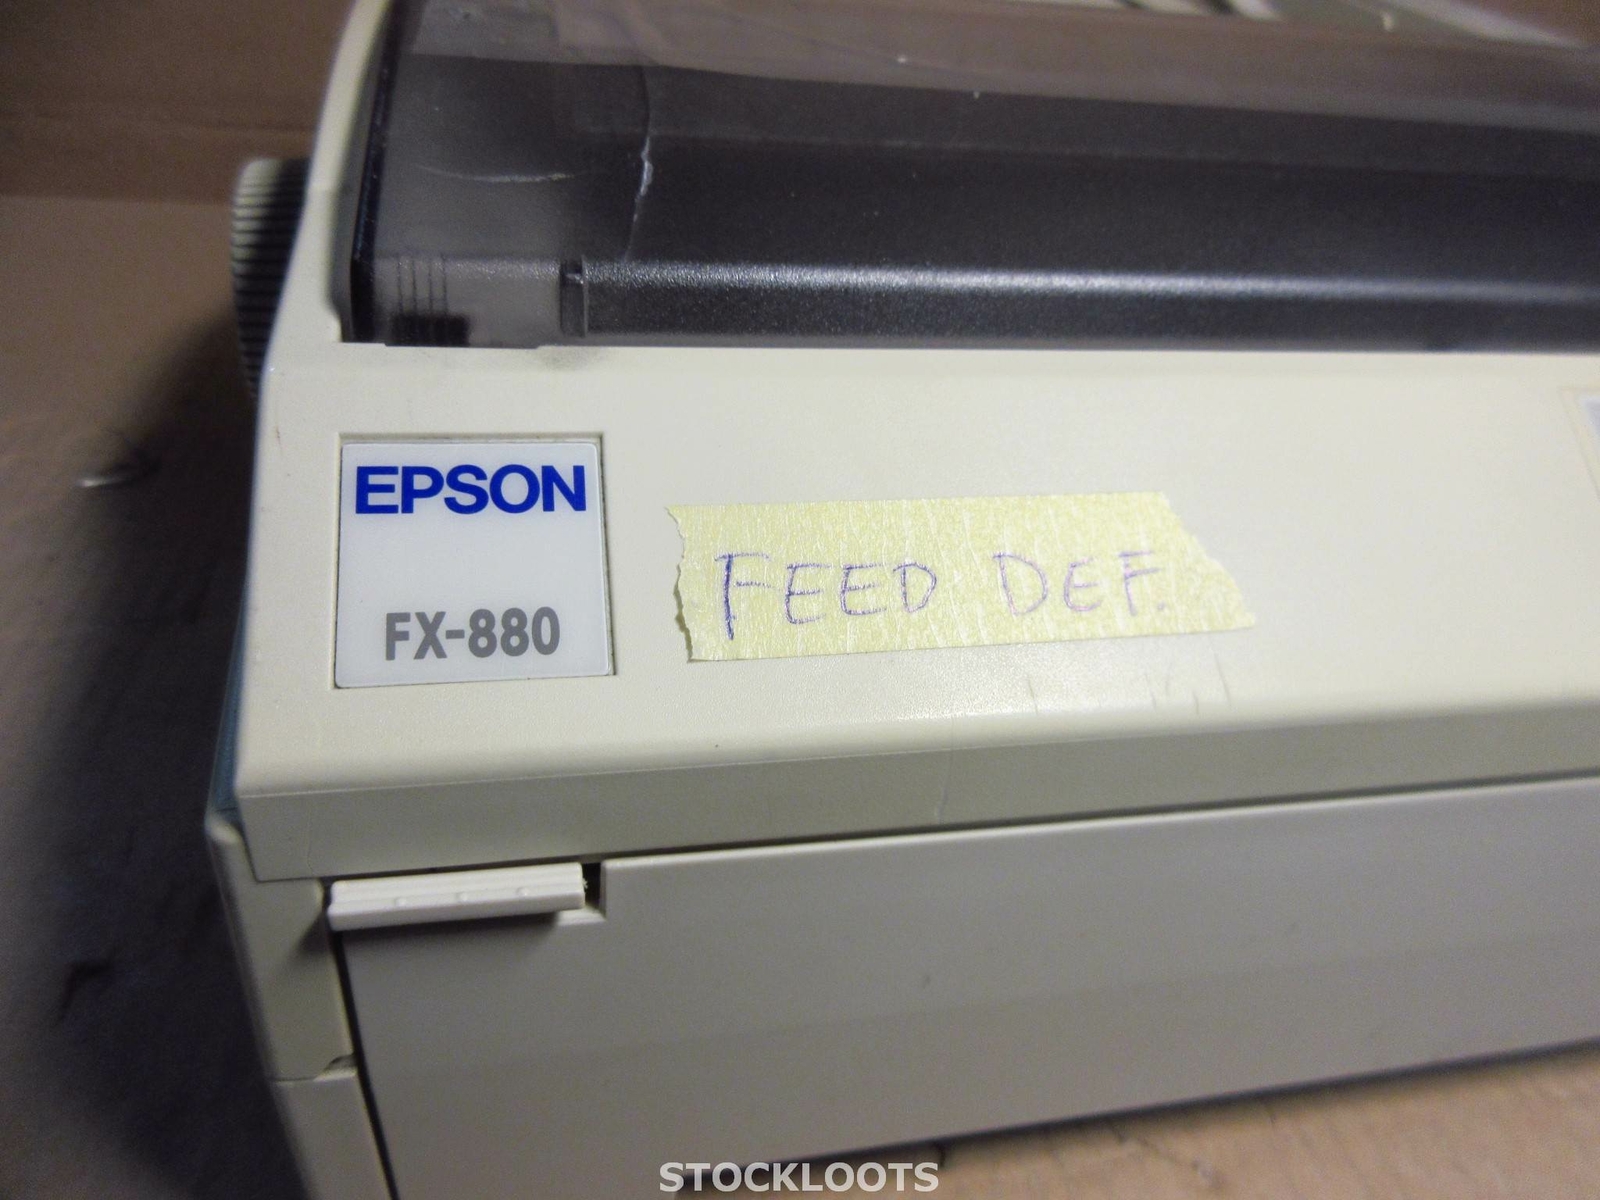 EPSON
FX-880
FEED DEF.
STOCKLOOTS